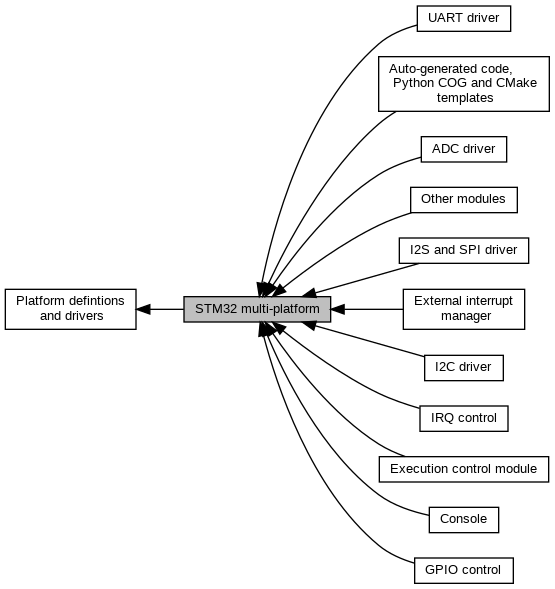 UART driver
Auto-generated code,
Python COG and CMake
templates
ADC driver
Other modules
I2S and SPI driver
Platform defintions
and drivers
STM32 multi-platform
External interrupt
manager
I2C driver
IRQ control
Execution control module
Console
GPIO control